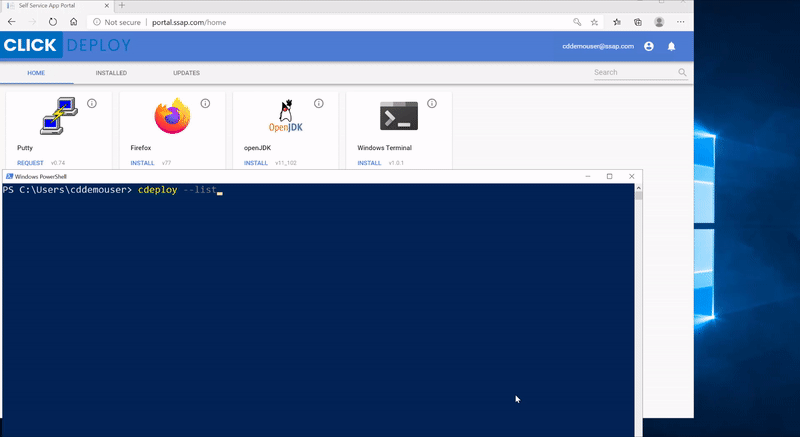 Self Service App Portal
Not secure | portal.ssap.com/home
CLICK DEPLOY
cddemouser@ssap.com
HOME INSTALLED UPDATES Search
OpenJDK
Putty Firefox openJDK Windows Terminal
REQUEST v0.74 INSTALL v77 INSTALL v11_102 INSTALL v1.0.1
Windows PowerShell
PS C:\Users\cddemouser> cdeploy --list